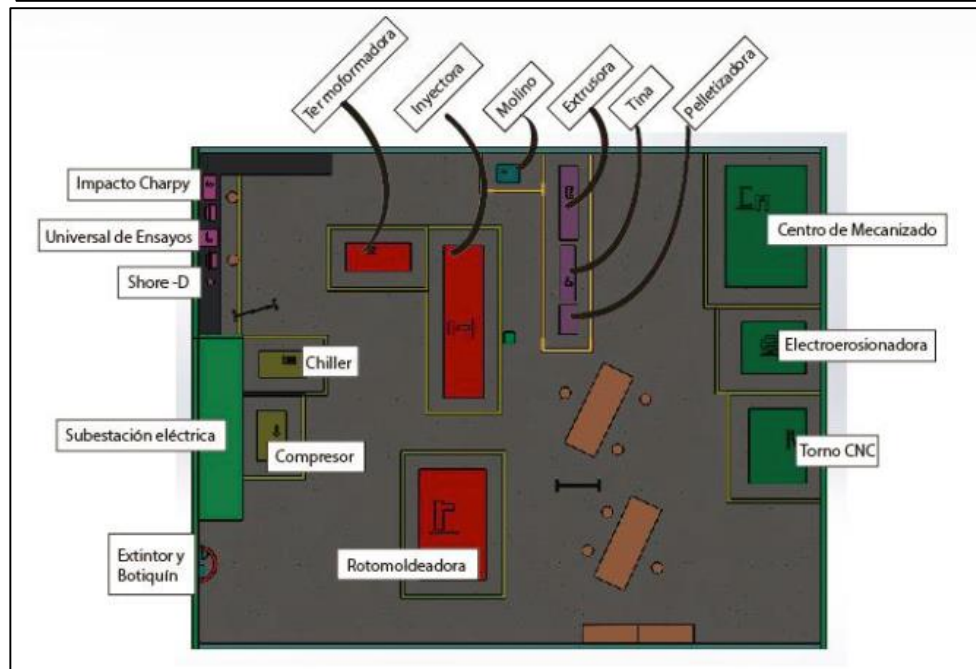 Termoformadora
Inyectora
Molino
Extrusora
Tina
Pelletizadora
Impacto Charpy
Universal de Ensayos
Shore -D
Centro de Mecanizado
Electroerosionadora
Chiller
Subestación eléctrica
Compresor
Torno CNC
Extintor y
Botiquín
Rotomoldeadora